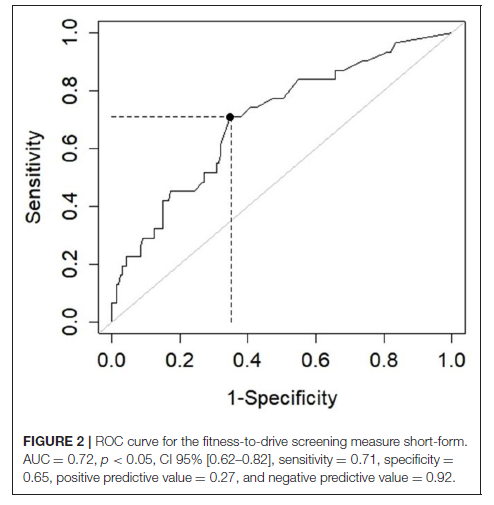 1.0
0.8
0.6
0.4
0.2
0.0
Sensitivity
0.0 0.2 0.4 0.6 0.8 1.0
1-Specificity
FIGURE 2 | ROC curve for the fitness-to-drive screening measure short-form.
AUC = 0.72, p < 0.05, CI 95% [0.62–0.82], sensitivity = 0.71, specificity =
0.65, positive predictive value = 0.27, and negative predictive value = 0.92.